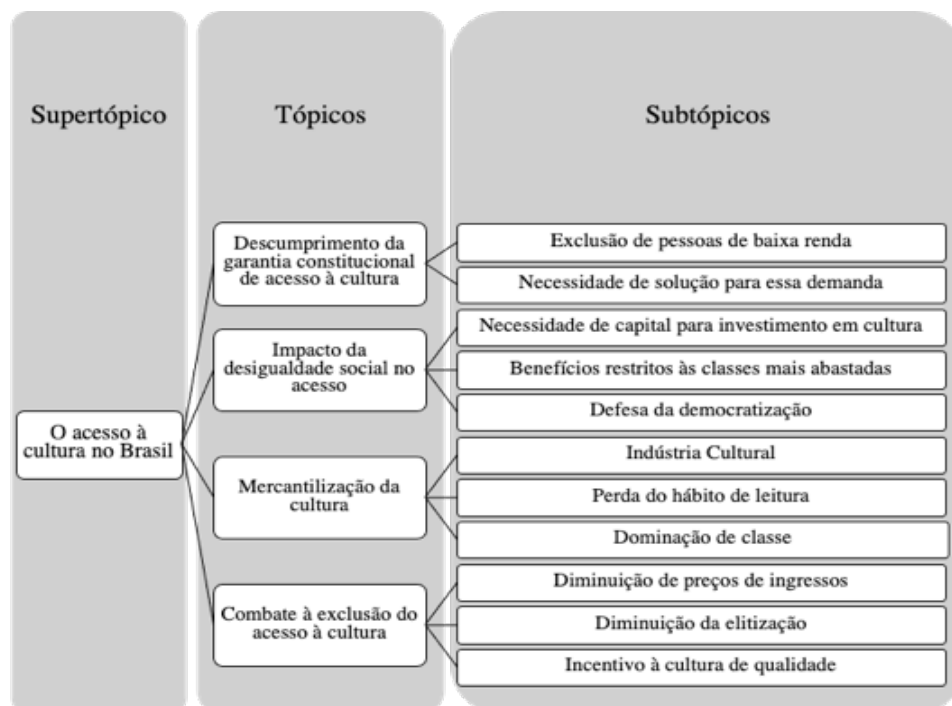 Supertópico
Tópicos
Subtópicos
O acesso à
cultura no Brasil
Descumprimento da
garantia constitucional
de acesso à cultura
Exclusão de pessoas de baixa renda
Necessidade de solução para essa demanda
Impacto da
desigualdade social no
acesso
Necessidade de capital para investimento em cultura
Benefícios restritos às classes mais abastadas
Defesa da democratização
Mercantilização da
cultura
Indústria Cultural
Perda do hábito de leitura
Dominação de classe
Combate à exclusão do
acesso à cultura
Diminuição de preços de ingressos
Diminuição da elitização
Incentivo à cultura de qualidade